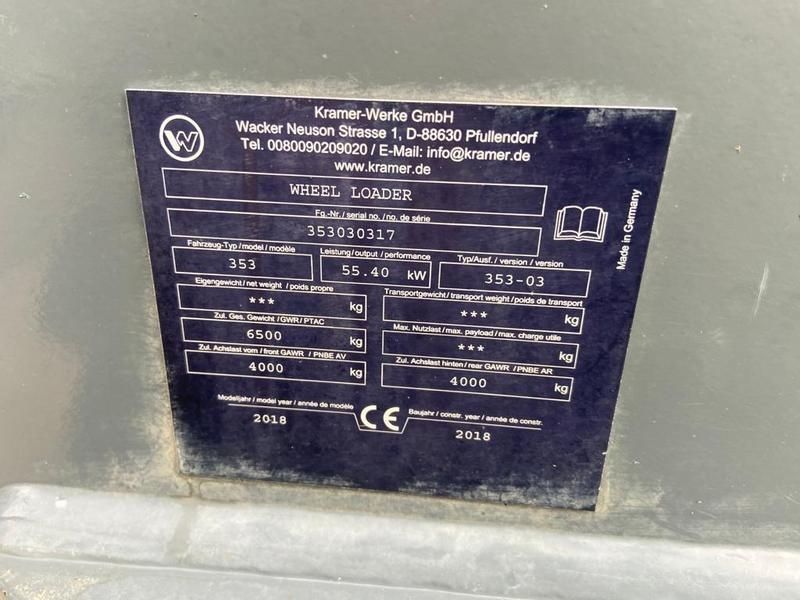 Kramer-Werke GmbH
Wacker Neuson Strasse 1, D-88630 Pfullendorf
Tel. 0080090209020 / E-Mail: info@kramer.de
www.kramer.de
W
WHEEL LOADER
Fg.-Nr. / serial no. / no. de série
353030317
Made in Germany
Fahrzeug-Typ / model / modèle
353
Leistung / output / performance
55.40 kW
Typ/Ausf. / version / version
353-03
Eigengewicht / net weight / poids propre
*** kg
Transportgewicht / transport weight / poids de transport
*** kg
Zul. Ges. Gewicht / GWR / PTAC
6500 kg
Max. Nutzlast / max. payload / max. charge utile
*** kg
Zul. Achslast vorn / front GAWR / PNBE AV
4000 kg
Zul. Achslast hinten / rear GAWR / PNBE AR
4000 kg
Modelljahr / model year / année de modèle
2018
CE
Baujahr / constr. year / année de constr.
2018